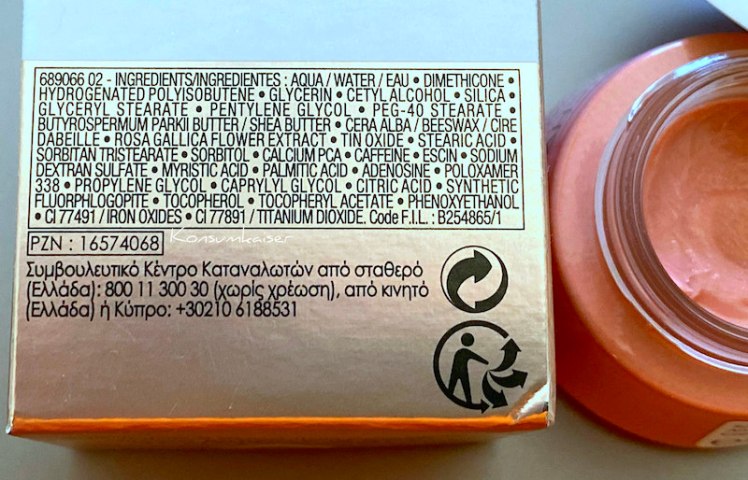 689066 02 - INGREDIENTS/INGREDIENTES : AQUA / WATER / EAU • DIMETHICONE •
HYDROGENATED POLYISOBUTENE • GLYCERIN • CETYL ALCOHOL • SILICA •
GLYCERYL STEARATE • PENTYLENE GLYCOL • PEG-40 STEARATE •
BUTYROSPERMUM PARKII BUTTER / SHEA BUTTER • CERA ALBA / BEESWAX / CIRE
DABEILLE • ROSA GALLICA FLOWER EXTRACT • TIN OXIDE • STEARIC ACID •
SORBITAN TRISTEARATE • SORBITOL • CALCIUM PCA • CAFFEINE • ESCIN • SODIUM
DEXTRAN SULFATE • MYRISTIC ACID • PALMITIC ACID • ADENOSINE • POLOXAMER
338 • PROPYLENE GLYCOL • CAPRYLYL GLYCOL • CITRIC ACID • SYNTHETIC
FLUORPHLOGOPITE • TOCOPHEROL • TOCOPHERYL ACETATE • PHENOXYETHANOL
• CI 77491 / IRON OXIDES • CI 77891 / TITANIUM DIOXIDE. Code F.I.L. : B254865/1
PZN : 16574068
Konsumkaiser
Συμβουλευτικό Κέντρο Καταναλωτών από σταθερό
(Ελλάδα): 800 11 300 30 (χωρίς χρέωση), από κινητό
(Ελλάδα) ή Κύπρο: +30210 6188531